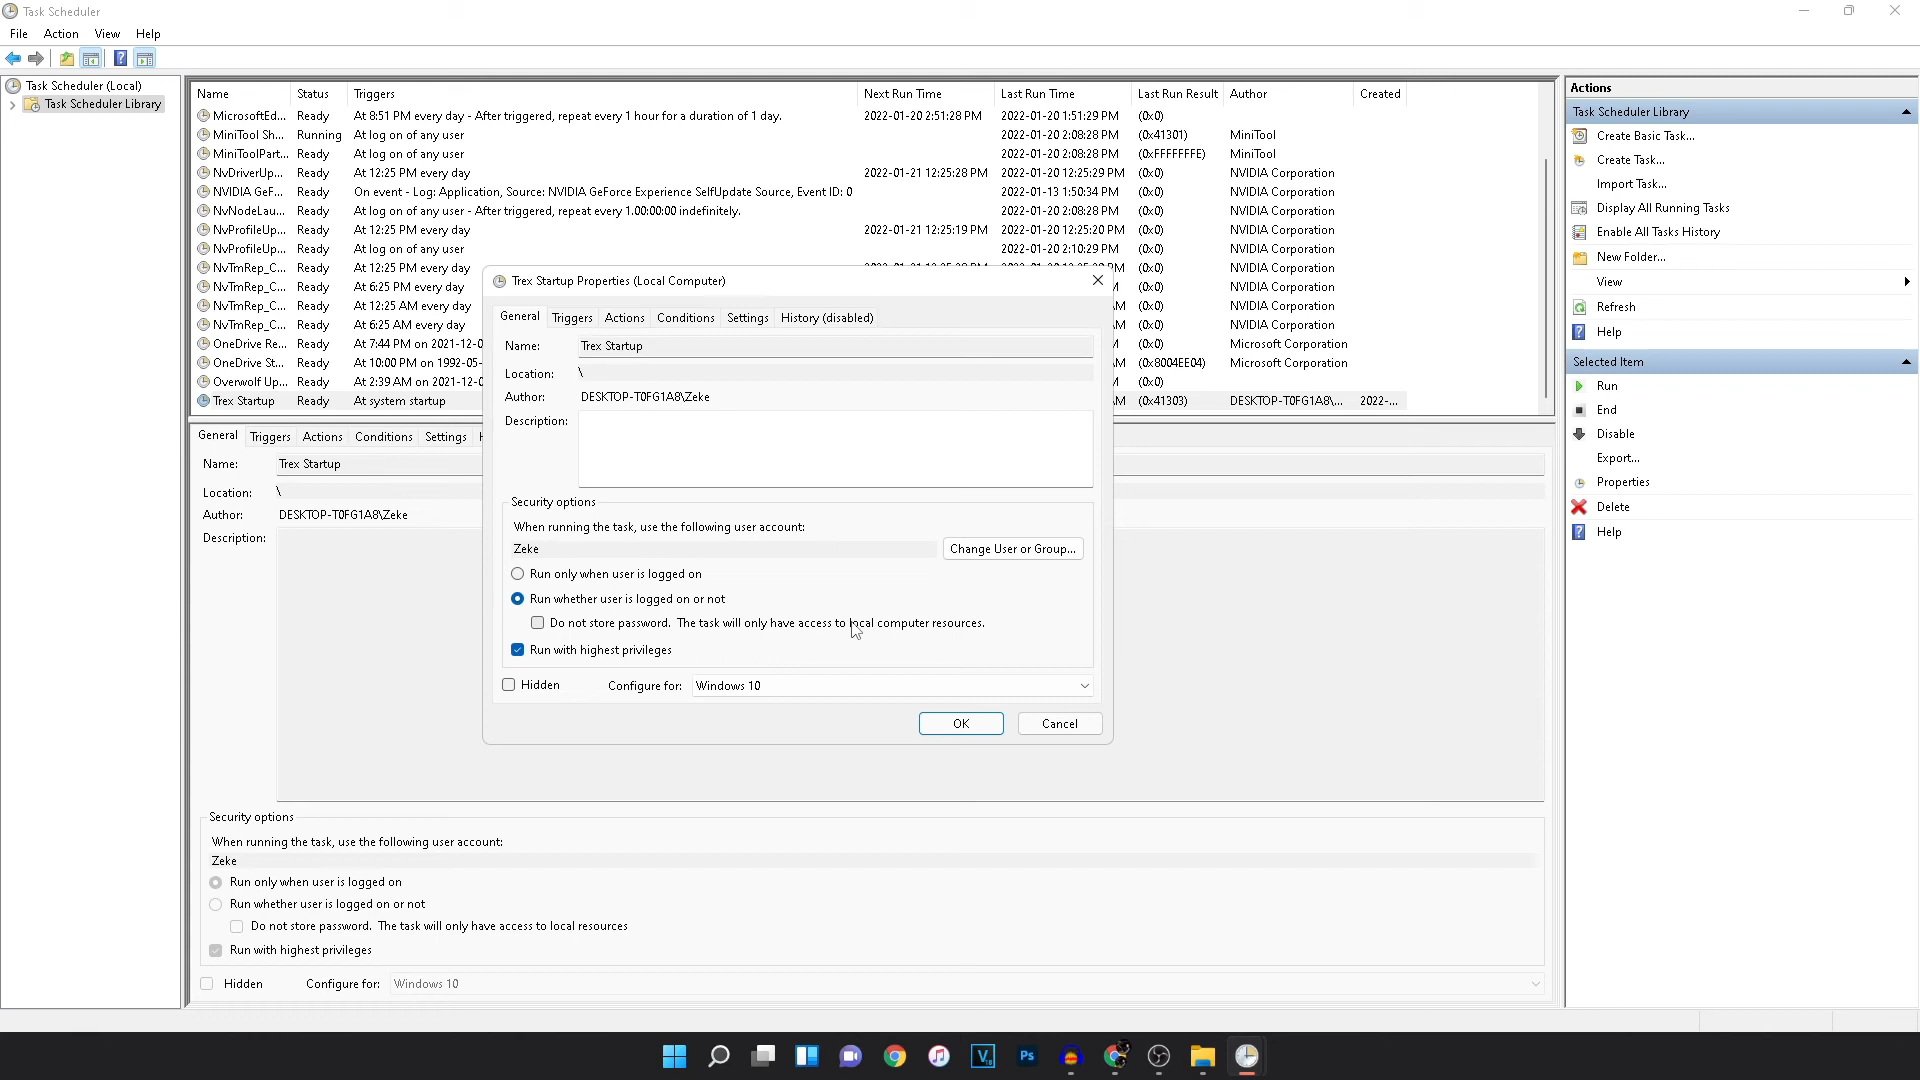 Task Scheduler
File Action View Help
Task Scheduler (Local)
Task Scheduler Library
Name Status Triggers Next Run Time Last Run Time Last Run Result Author Created
MicrosoftEd... Ready At 8:51 PM every day - After triggered, repeat every 1 hour for a duration of 1 day. 2022-01-20 2:51:28 PM 2022-01-20 1:51:29 PM (0x0)
MiniTool Sh... Running At log on of any user 2022-01-20 2:08:28 PM (0x41301) MiniTool
MiniToolPart... Ready At log on of any user 2022-01-20 2:08:28 PM (0xFFFFFFFE) MiniTool
NvDriverUp... Ready At 12:25 PM every day 2022-01-21 12:25:28 PM 2022-01-20 12:25:29 PM (0x0) NVIDIA Corporation
NVIDIA GeF... Ready On event - Log: Application, Source: NVIDIA GeForce Experience SelfUpdate Source, Event ID: 0 2022-01-13 1:50:34 PM (0x0) NVIDIA Corporation
NvNodeLau... Ready At log on of any user - After triggered, repeat every 1.00:00:00 indefinitely. 2022-01-20 2:08:28 PM (0x0) NVIDIA Corporation
NvProfileUp... Ready At 12:25 PM every day 2022-01-21 12:25:19 PM 2022-01-20 12:25:20 PM (0x0) NVIDIA Corporation
NvProfileUp... Ready At log on of any user 2022-01-20 2:10:29 PM (0x0) NVIDIA Corporation
NvTmRep_C... Ready At 12:25 PM every day (0x0) NVIDIA Corporation
NvTmRep_C... Ready At 6:25 PM every day (0x0) NVIDIA Corporation
NvTmRep_C... Ready At 12:25 AM every day (0x0) NVIDIA Corporation
NvTmRep_C... Ready At 6:25 AM every day (0x0) NVIDIA Corporation
OneDrive Re... Ready At 7:44 PM on 2021-12-0 (0x0) Microsoft Corporation
OneDrive St... Ready At 10:00 PM on 1992-05- (0x8004EE04) Microsoft Corporation
Overwolf Up... Ready At 2:39 AM on 2021-12-0 (0x0)
Trex Startup Ready At system startup (0x41303) DESKTOP-T0FG1A8\... 2022-...
General Triggers Actions Conditions Settings
Name: Trex Startup
Location: \
Author: DESKTOP-T0FG1A8\Zeke
Description:
Security options
When running the task, use the following user account:
Zeke
Run only when user is logged on
Run whether user is logged on or not
Do not store password. The task will only have access to local resources
Run with highest privileges
Hidden Configure for: Windows 10
Trex Startup Properties (Local Computer)
General Triggers Actions Conditions Settings History (disabled)
Name: Trex Startup
Location: \
Author: DESKTOP-T0FG1A8\Zeke
Description:
Security options
When running the task, use the following user account:
Zeke Change User or Group...
Run only when user is logged on
Run whether user is logged on or not
Do not store password. The task will only have access to local computer resources.
Run with highest privileges
Hidden Configure for: Windows 10
OK Cancel
Actions
Task Scheduler Library
Create Basic Task...
Create Task...
Import Task...
Display All Running Tasks
Enable All Tasks History
New Folder...
View
Refresh
Help
Selected Item
Run
End
Disable
Export...
Properties
Delete
Help
Ps